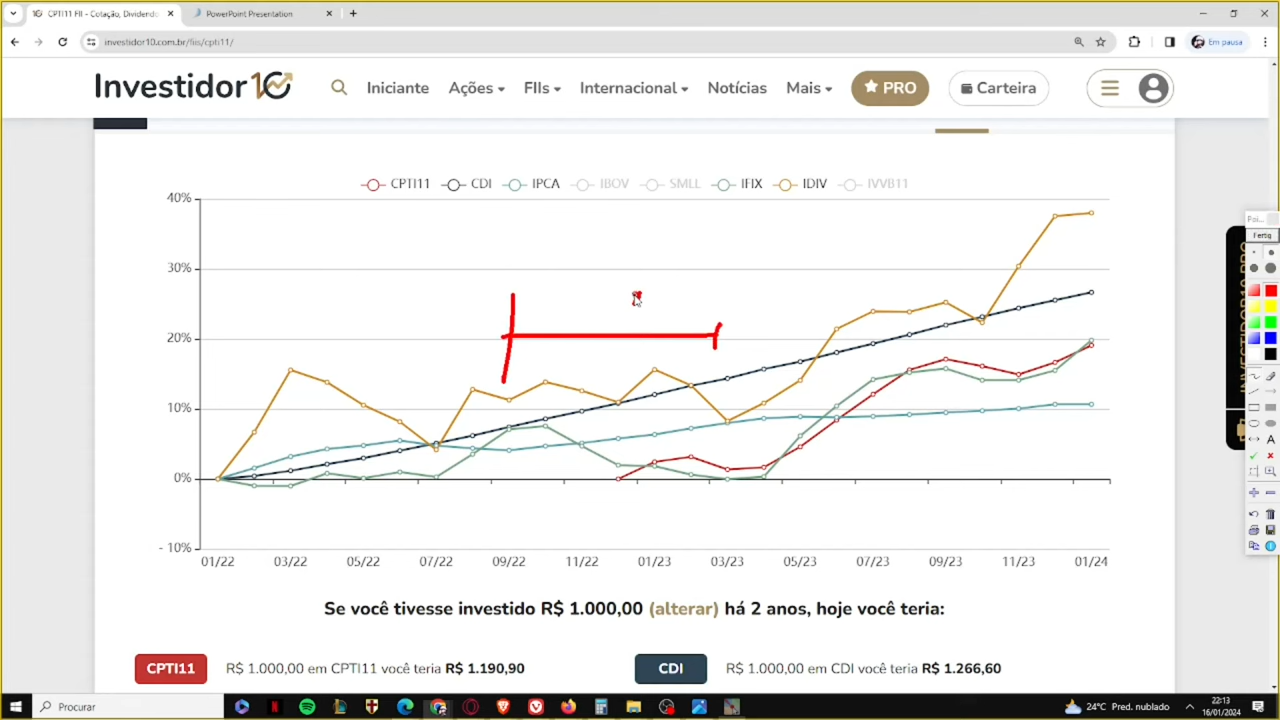 CPTI11 FII - Cotação, Dividendo
PowerPoint Presentation
investidor10.com.br/fiis/cpti11/
Em pausa
Investidor10
Iniciante Ações FIIs Internacional Notícias Mais PRO Carteira
CPTI11 CDI IPCA IBOV SMLL IFIX IDIV IVVB11
40%
30%
20%
10%
0%
- 10%
01/22 03/22 05/22 07/22 09/22 11/22 01/23 03/23 05/23 07/23 09/23 11/23 01/24
Se você tivesse investido R$ 1.000,00 (alterar) há 2 anos, hoje você teria:
CPTI11 R$ 1.000,00 em CPTI11 você teria R$ 1.190,90
CDI R$ 1.000,00 em CDI você teria R$ 1.266,60
INVESTIDOR10 PRO
Poi...
Fertig
A
Procurar
24°C Pred. nublado
22:13
16/01/2024